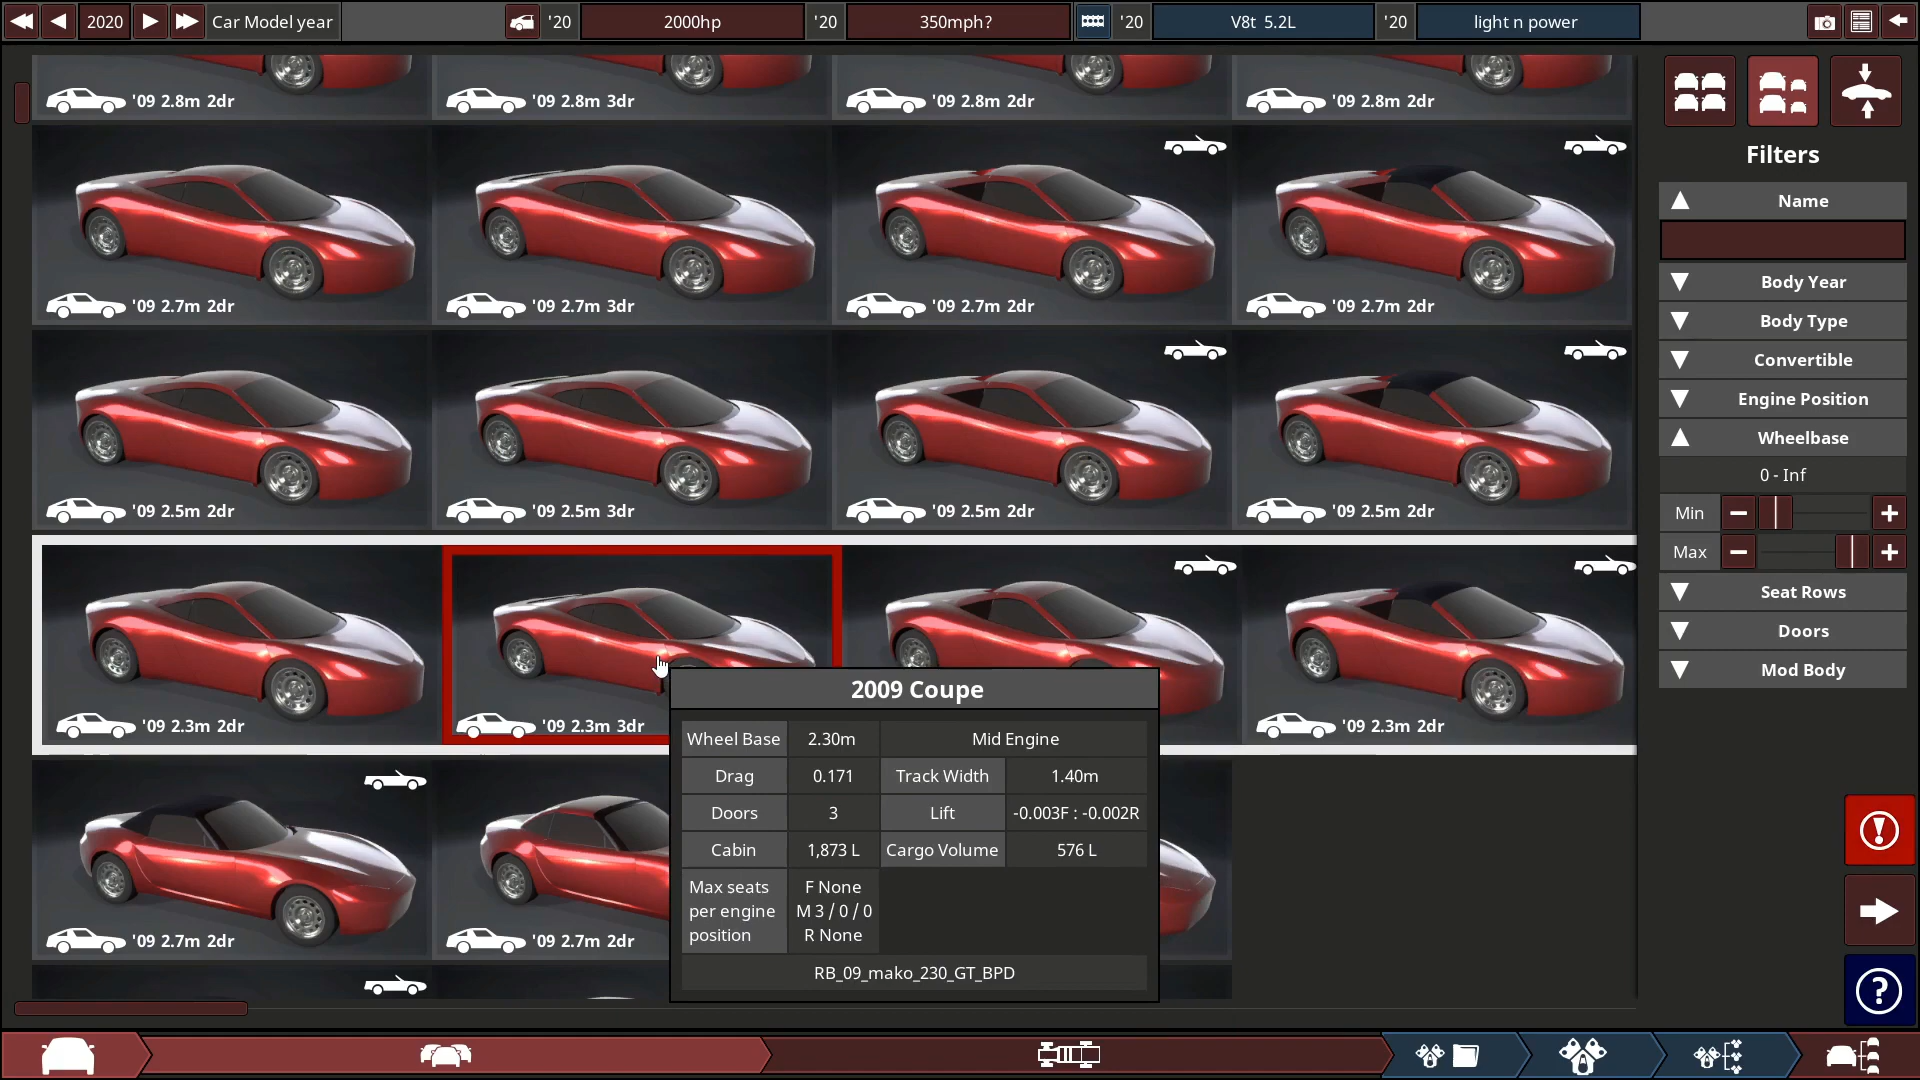 2020 Car Model year '20 2000hp '20 350mph? '20 V8t 5.2L '20 light n power
'09 2.8m 2dr '09 2.8m 3dr '09 2.8m 2dr '09 2.8m 2dr
'09 2.7m 2dr '09 2.7m 3dr '09 2.7m 2dr '09 2.7m 2dr
'09 2.5m 2dr '09 2.5m 3dr '09 2.5m 2dr '09 2.5m 2dr
'09 2.3m 2dr '09 2.3m 3dr '09 2.3m 2dr
'09 2.7m 2dr '09 2.7m 2dr
2009 Coupe
Wheel Base 2.30m Mid Engine
Drag 0.171 Track Width 1.40m
Doors 3 Lift -0.003F : -0.002R
Cabin 1,873 L Cargo Volume 576 L
Max seats F None
per engine M 3 / 0 / 0
position R None
RB_09_mako_230_GT_BPD
Filters
Name
Body Year
Body Type
Convertible
Engine Position
Wheelbase
0 - Inf
Min
Max
Seat Rows
Doors
Mod Body